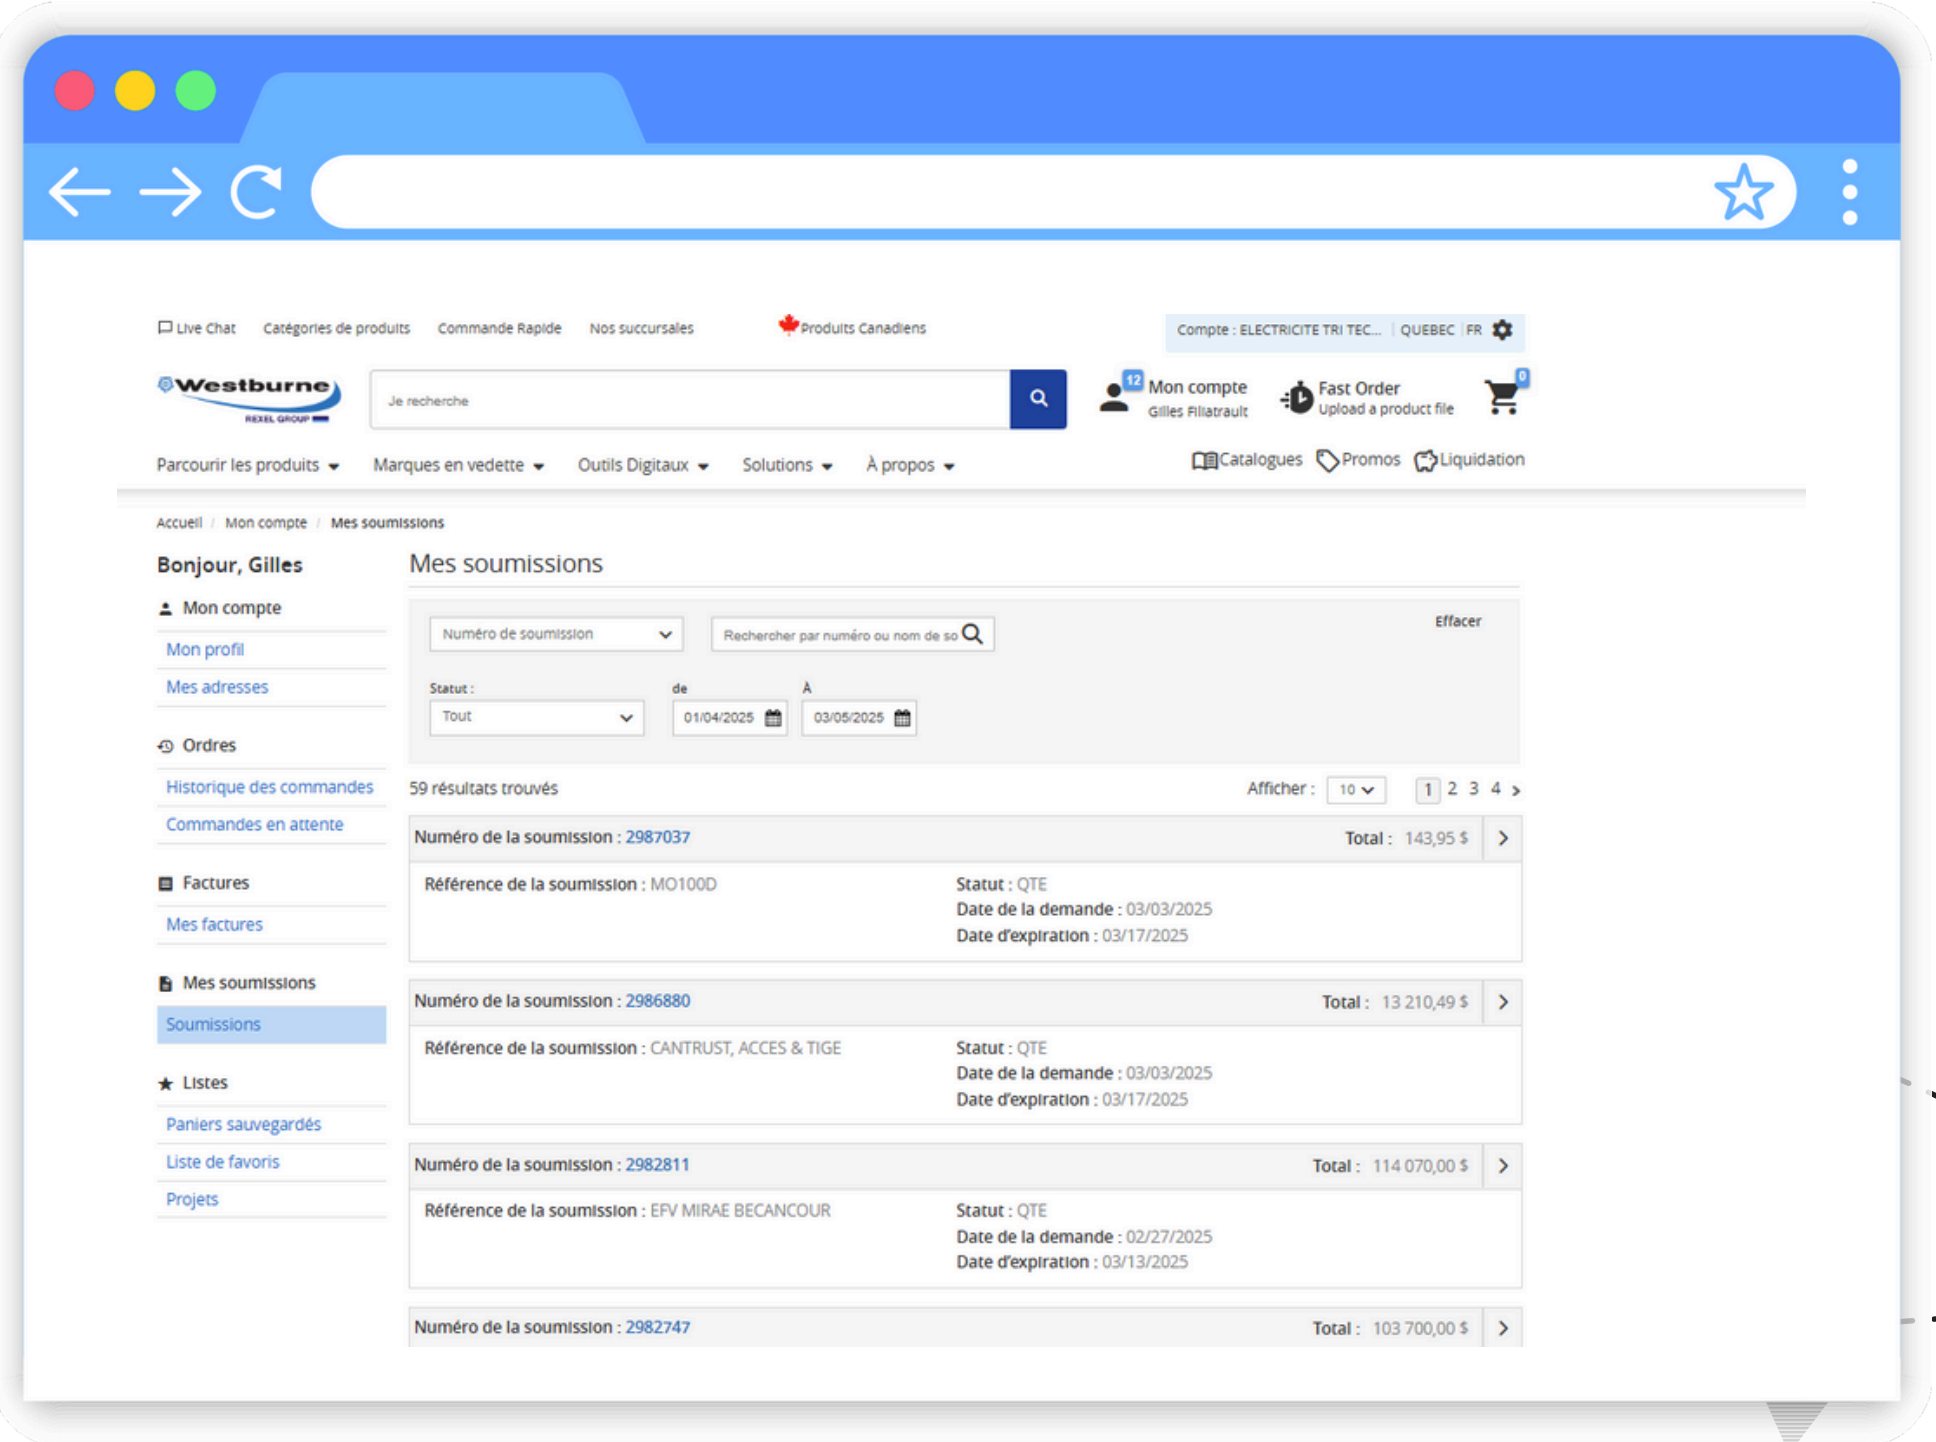 Live Chat Catégories de produits Commande Rapide Nos succursales Produits Canadiens Compte : ELECTRICITE TRI TEC... QUEBEC FR
Westburne
REXEL GROUP
Je recherche
12 Mon compte
Gilles Filiatrault
Fast Order
Upload a product file
0
Parcourir les produits Marques en vedette Outils Digitaux Solutions À propos Catalogues Promos Liquidation
Accueil / Mon compte / Mes soumissions
Bonjour, Gilles
Mon compte
Mon profil
Mes adresses
Ordres
Historique des commandes
Commandes en attente
Factures
Mes factures
Mes soumissions
Soumissions
Listes
Paniers sauvegardés
Liste de favoris
Projets
Mes soumissions
Numéro de soumission Rechercher par numéro ou nom de so Effacer
Statut : de À
Tout 01/04/2025 03/05/2025
59 résultats trouvés Afficher : 10 1 2 3 4
Numéro de la soumission : 2987037 Total : 143,95 $
Référence de la soumission : MO100D Statut : QTE
Date de la demande : 03/03/2025
Date d'expiration : 03/17/2025
Numéro de la soumission : 2986880 Total : 13 210,49 $
Référence de la soumission : CANTRUST, ACCES & TIGE Statut : QTE
Date de la demande : 03/03/2025
Date d'expiration : 03/17/2025
Numéro de la soumission : 2982811 Total : 114 070,00 $
Référence de la soumission : EFV MIRAE BECANCOUR Statut : QTE
Date de la demande : 02/27/2025
Date d'expiration : 03/13/2025
Numéro de la soumission : 2982747 Total : 103 700,00 $